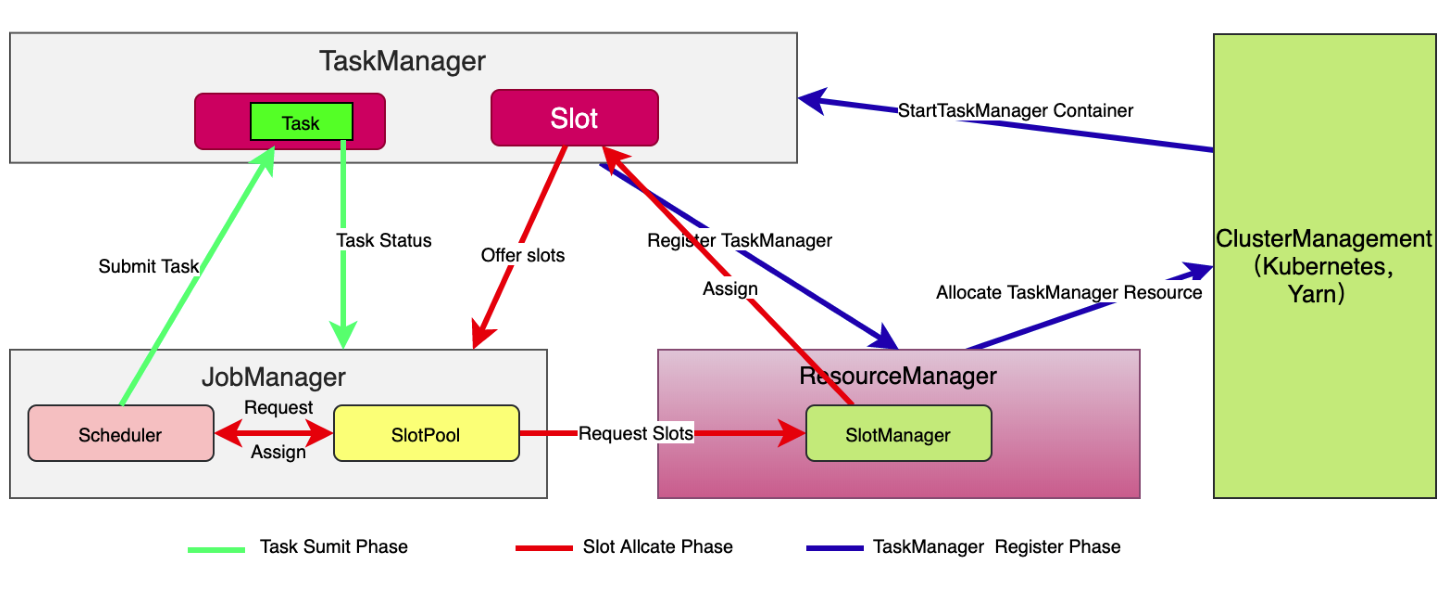 TaskManager
Task
Slot
StartTaskManager Container
ClusterManagement
(Kubernetes,
Yarn)
Submit Task
Task Status
Offer slots
Register TaskManager
Assign
Allocate TaskManager Resource
JobManager
Request
Scheduler
Assign
SlotPool
Request Slots
ResourceManager
SlotManager
Task Sumit Phase
Slot Allcate Phase
TaskManager  Register Phase